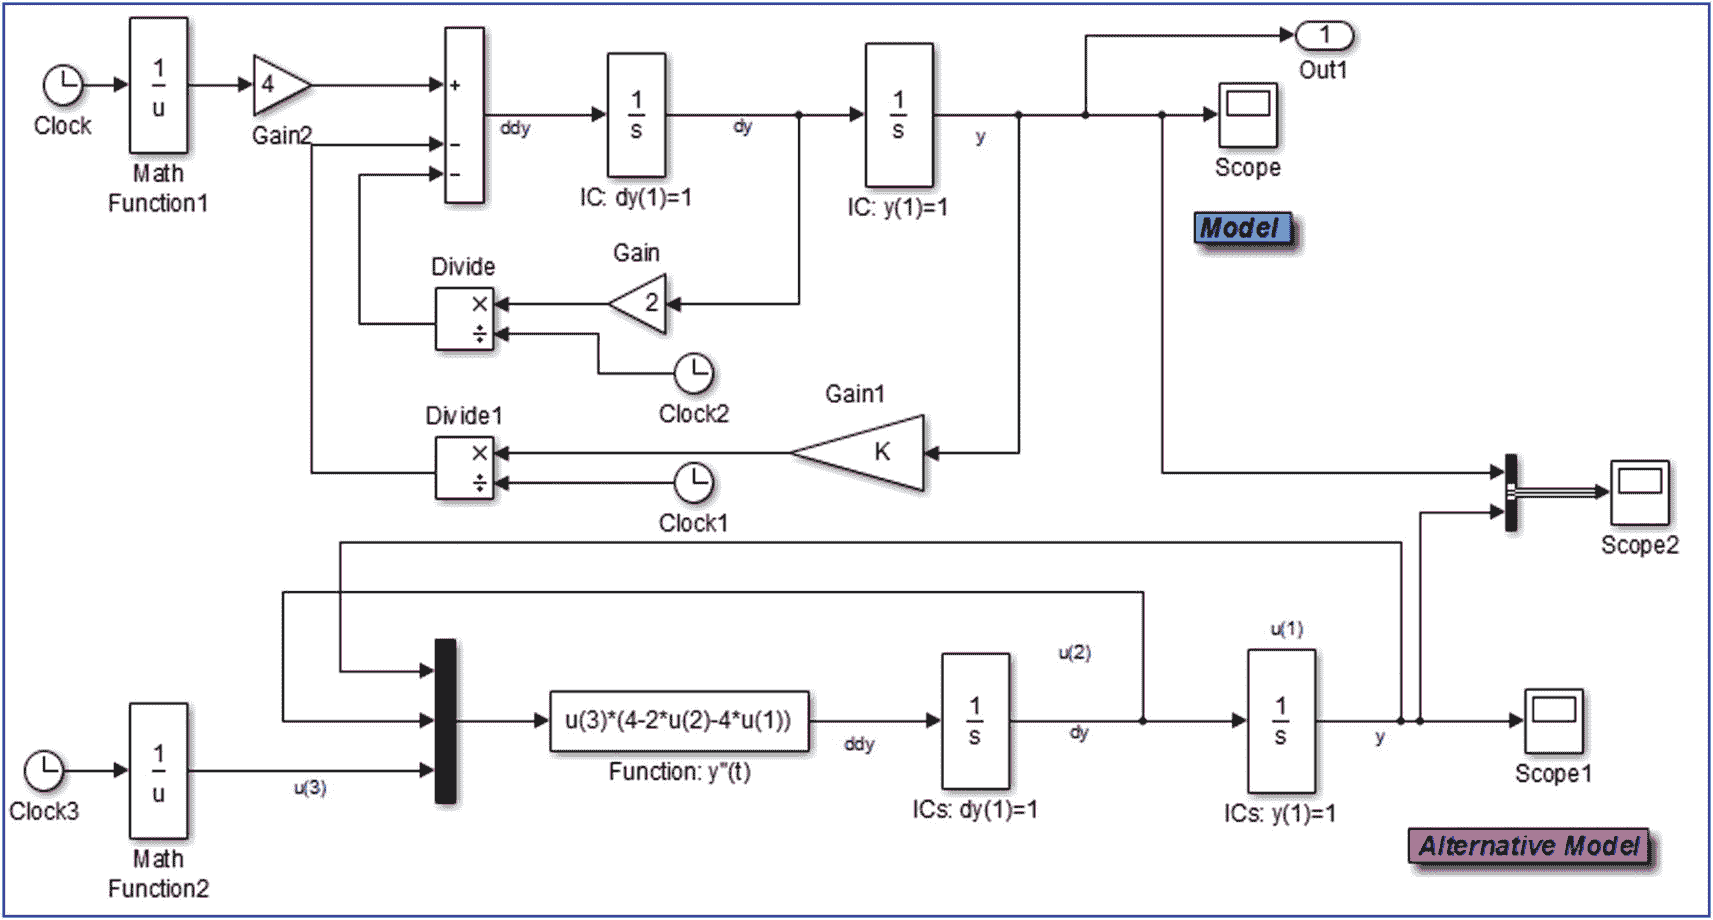 Clock
1
u
Math
Function1
4
Gain2
+
−
−
ddy
1
s
IC: dy(1)=1
dy
1
s
IC: y(1)=1
y
1
Out1
Scope
Model
Divide
×
÷
Gain
2
Clock2
Divide1
×
÷
Gain1
K
Clock1
Scope2
Clock3
1
u
Math
Function2
u(3)
u(3)*(4-2*u(2)-4*u(1))
Function: y"(t)
ddy
1
s
ICs: dy(1)=1
u(2)
dy
u(1)
1
s
ICs: y(1)=1
y
Scope1
Alternative Model